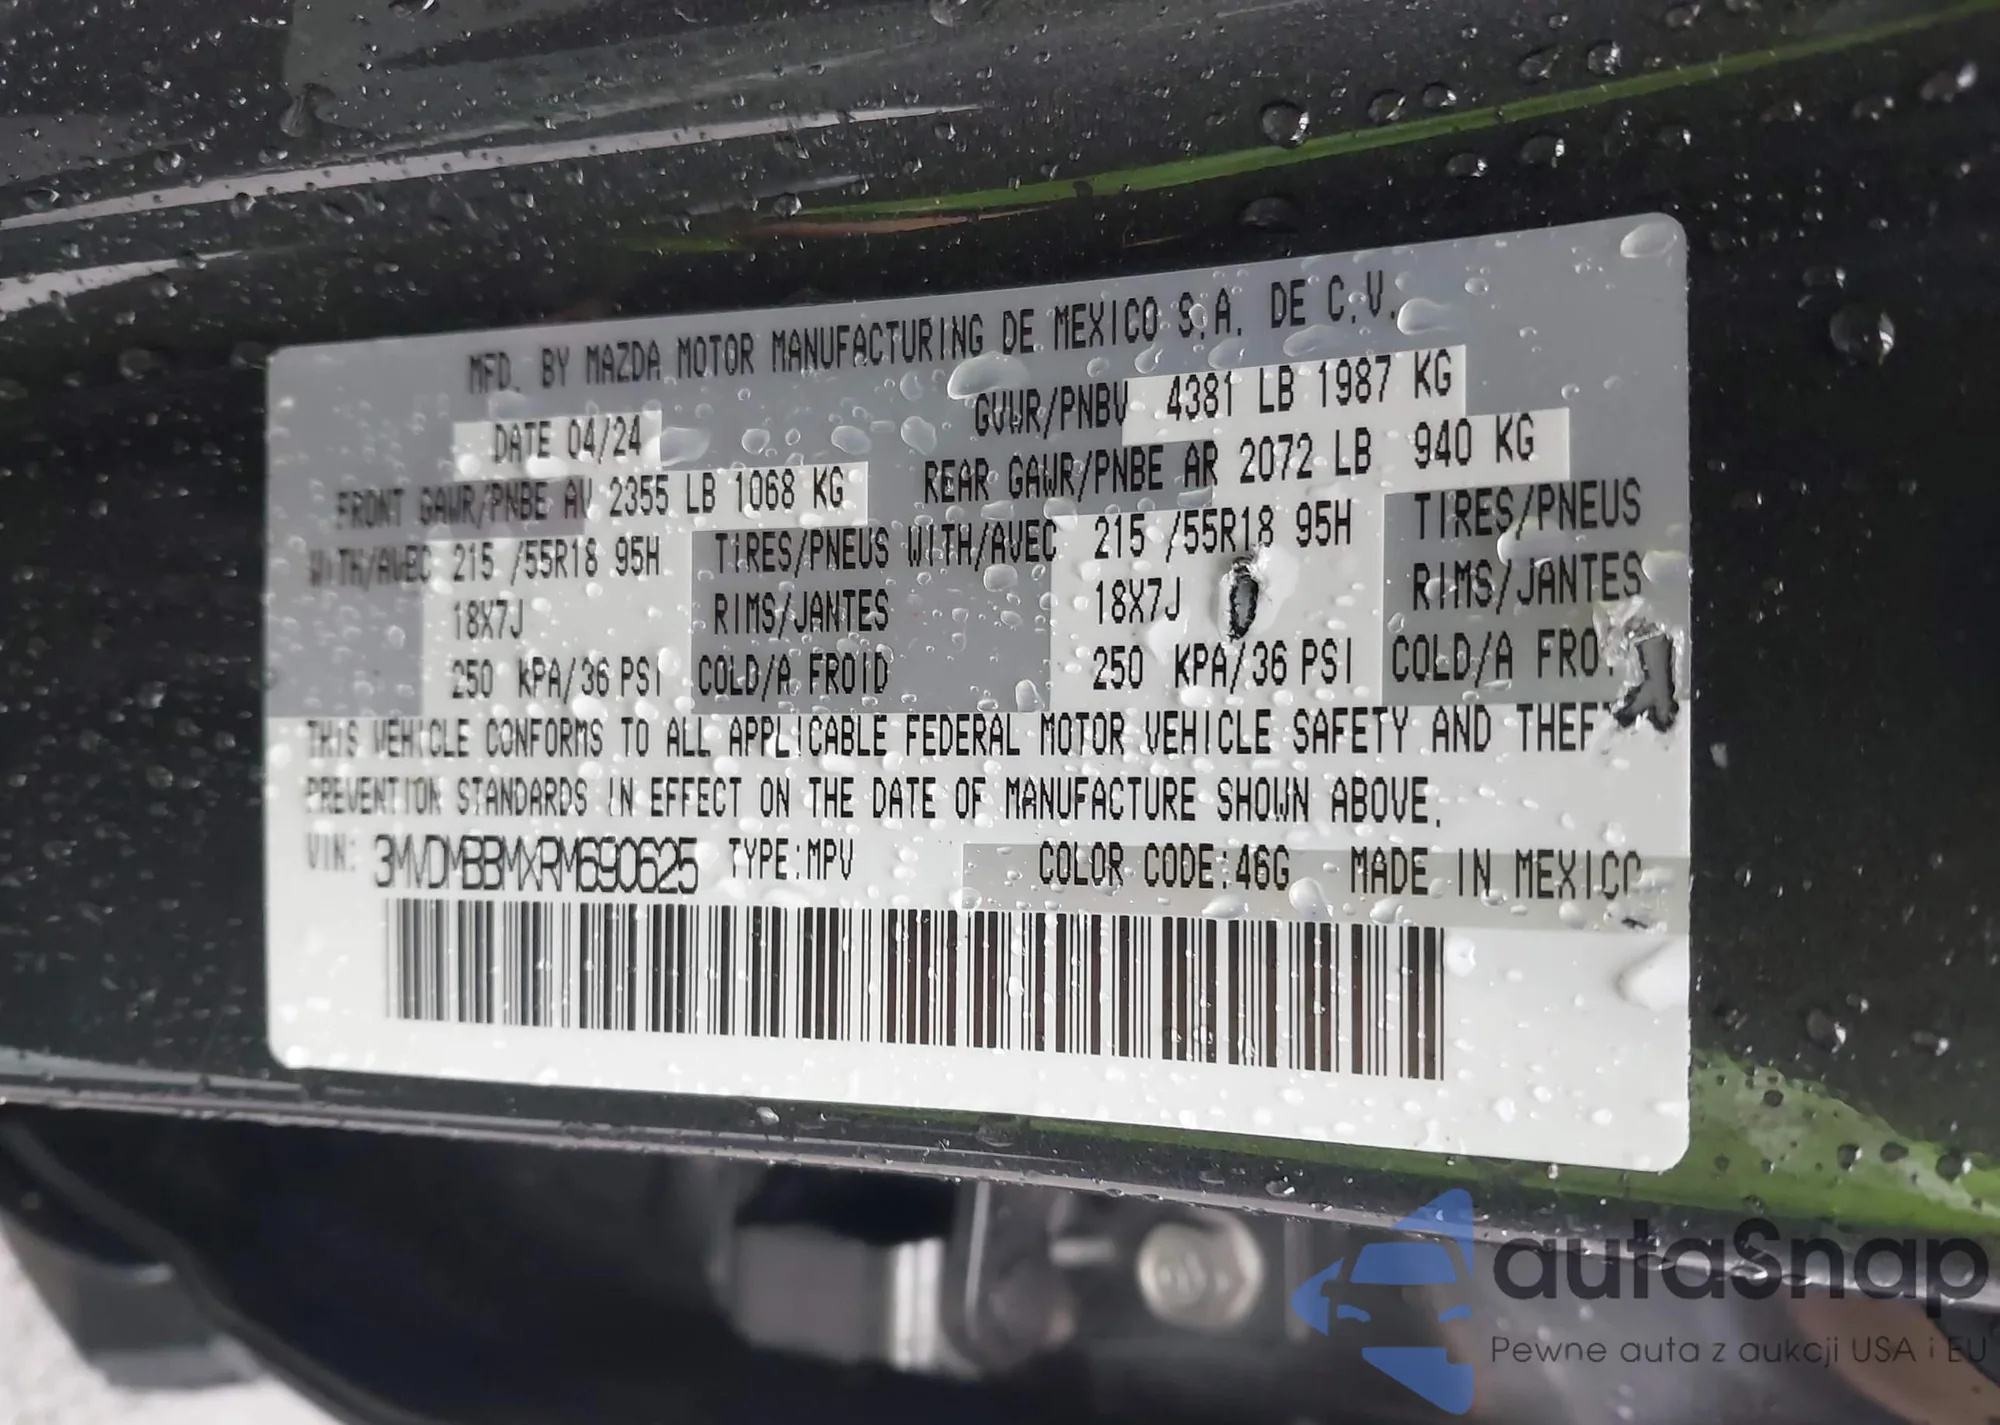 MFD. BY MAZDA MOTOR MANUFACTURING DE MEXICO S.A. DE C.V.
DATE 04/24 GVWR/PNBV 4381 LB 1987 KG
FRONT GAWR/PNBE AV 2355 LB 1068 KG REAR GAWR/PNBE AR 2072 LB 940 KG
WITH/AVEC 215 /55R18 95H TIRES/PNEUS WITH/AVEC 215 /55R18 95H TIRES/PNEUS
18X7J RIMS/JANTES 18X7J RIMS/JANTES
250 KPA/36 PSI COLD/A FROID 250 KPA/36 PSI COLD/A FRO
THIS VEHICLE CONFORMS TO ALL APPLICABLE FEDERAL MOTOR VEHICLE SAFETY AND THEFT
PREVENTION STANDARDS IN EFFECT ON THE DATE OF MANUFACTURE SHOWN ABOVE.
VIN: 3MVDMBBMXRM690625 TYPE:MPV COLOR CODE:46G MADE IN MEXICO
autoSnap
Pewne auta z aukcji USA i EU